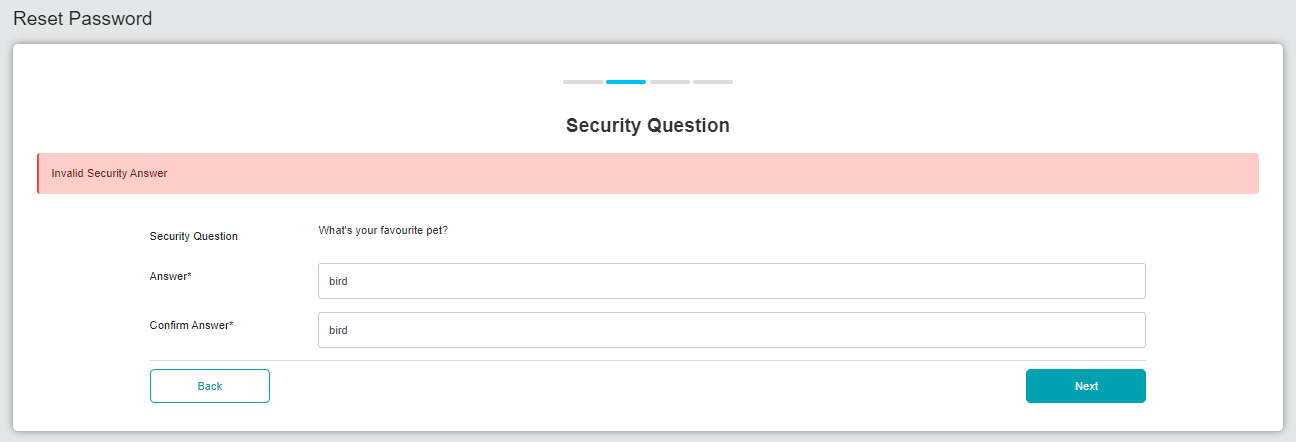 Reset Password
Security Question
Invalid Security Answer
Security Question What's your favourite pet?
Answer* bird
Confirm Answer* bird
Back Next